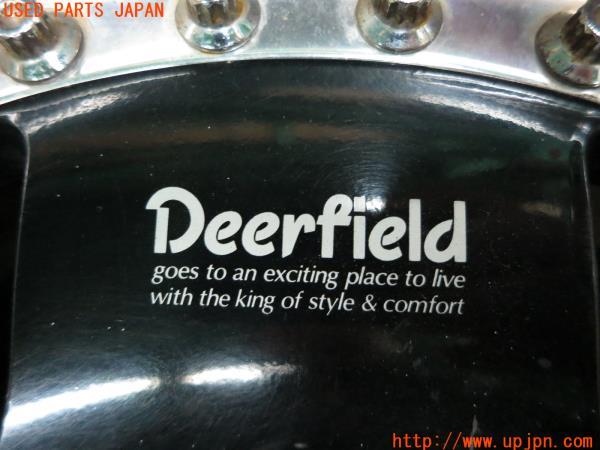 USED PARTS JAPAN
Deerfield
goes to an exciting place to live
with the king of style & comfort
http://www.upjpn.com